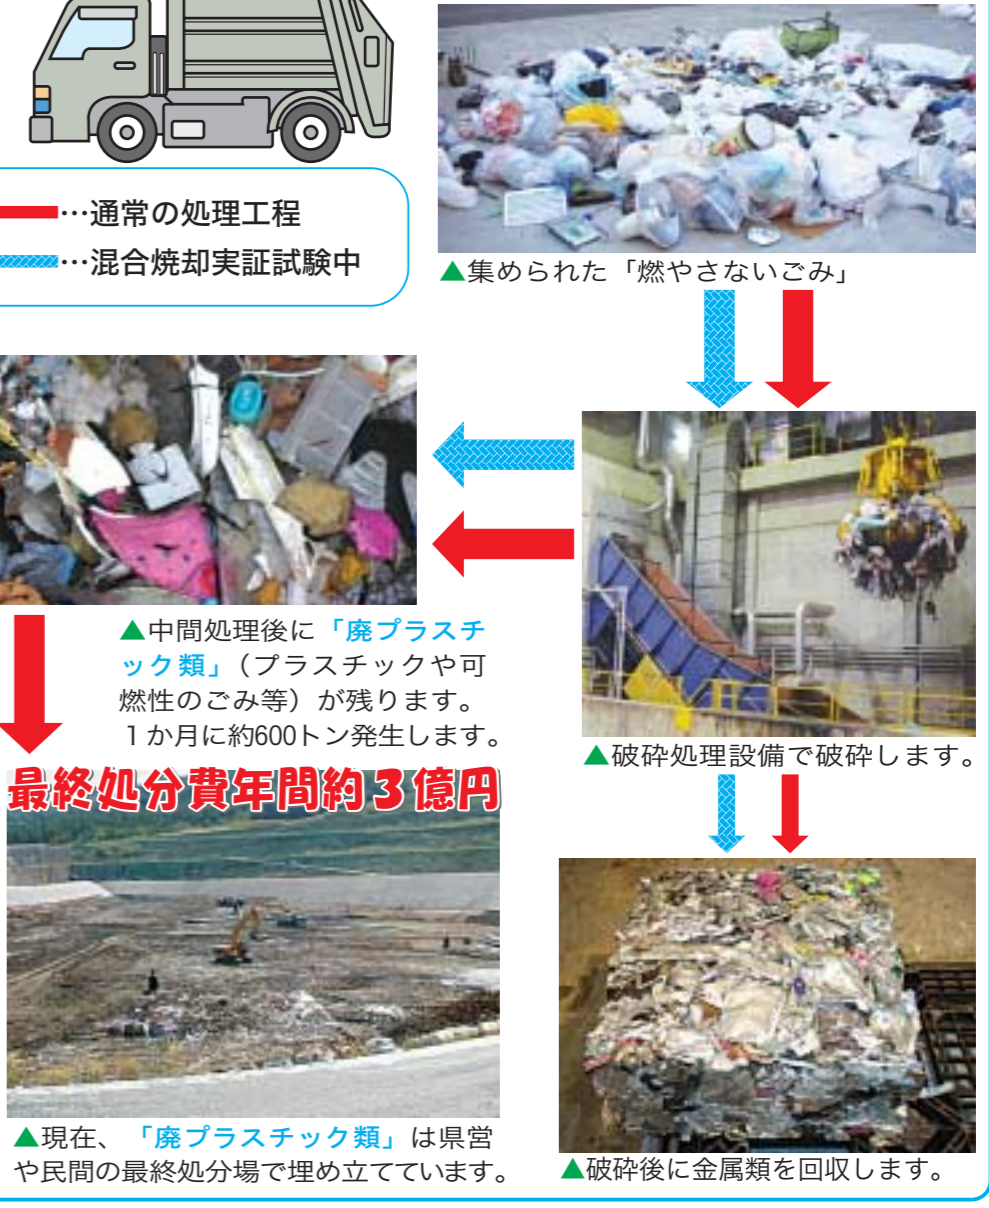 …通常の処理工程
…混合焼却実証試験中
▲集められた「燃やさないごみ」
▲破砕処理設備で破砕します。
▲中間処理後に「廃プラスチ
ック類」（プラスチックや可
燃性のごみ等）が残ります。
１か月に約600トン発生します。
最終処分費年間約３億円
▲現在、「廃プラスチック類」は県営
や民間の最終処分場で埋め立てています。
▲破砕後に金属類を回収します。